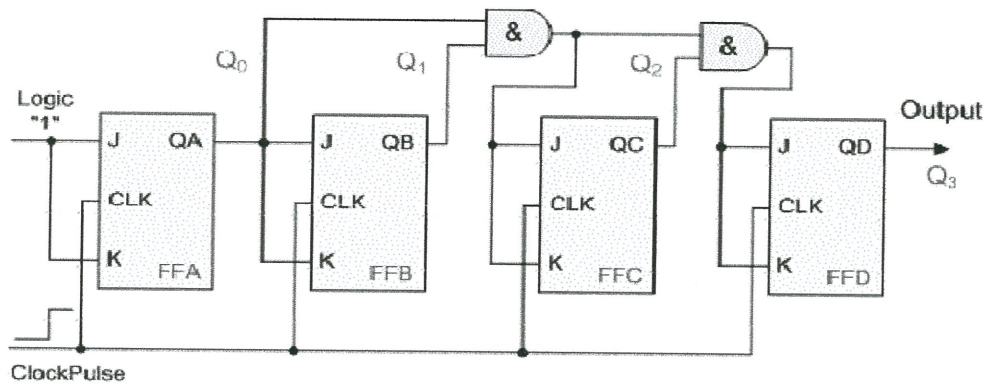 &
&
Q0
Q1
Q2
Logic
"1"
Output
J QA
J QB
J QC
J QD
Q3
CLK
CLK
CLK
CLK
K
K
K
K
FFA
FFB
FFC
FFD
ClockPulse